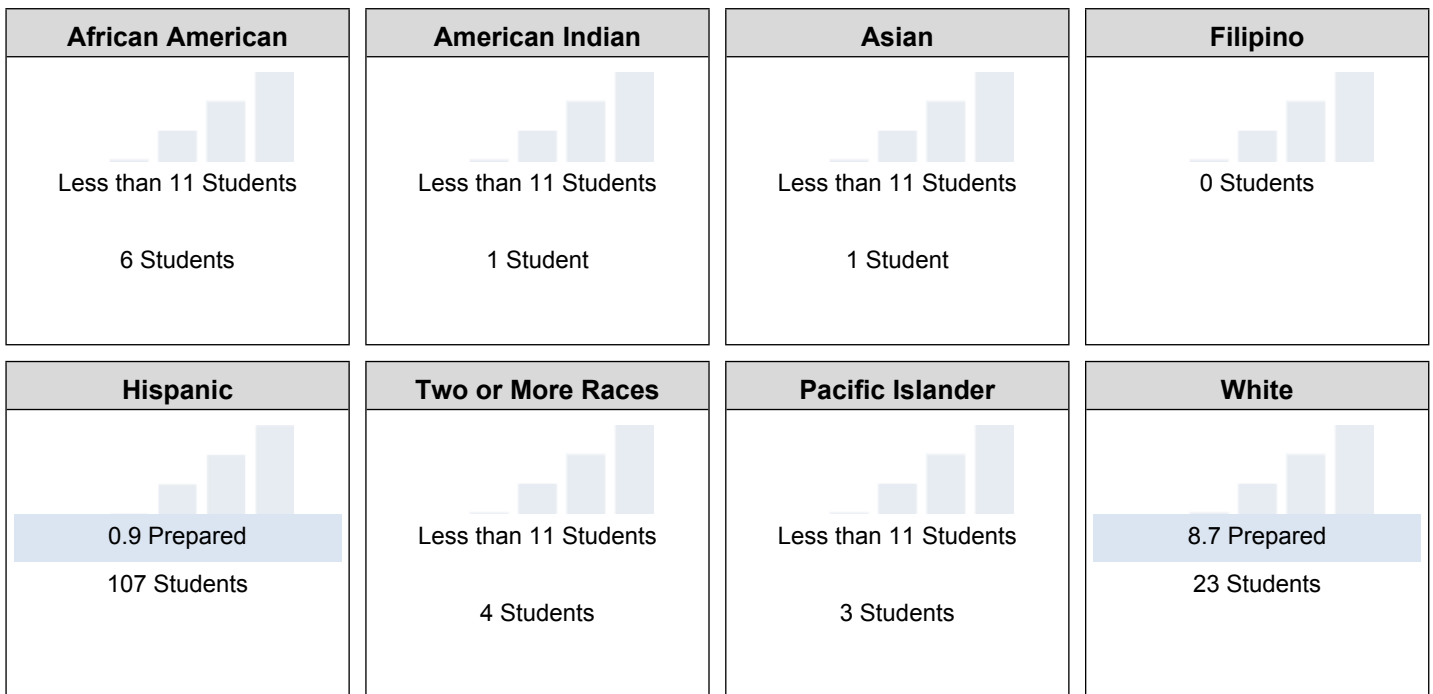 African American
Less than 11 Students
6 Students
American Indian
Less than 11 Students
1 Student
Asian
Less than 11 Students
1 Student
Filipino
0 Students
Hispanic
0.9 Prepared
107 Students
Two or More Races
Less than 11 Students
4 Students
Pacific Islander
Less than 11 Students
3 Students
White
8.7 Prepared
23 Students